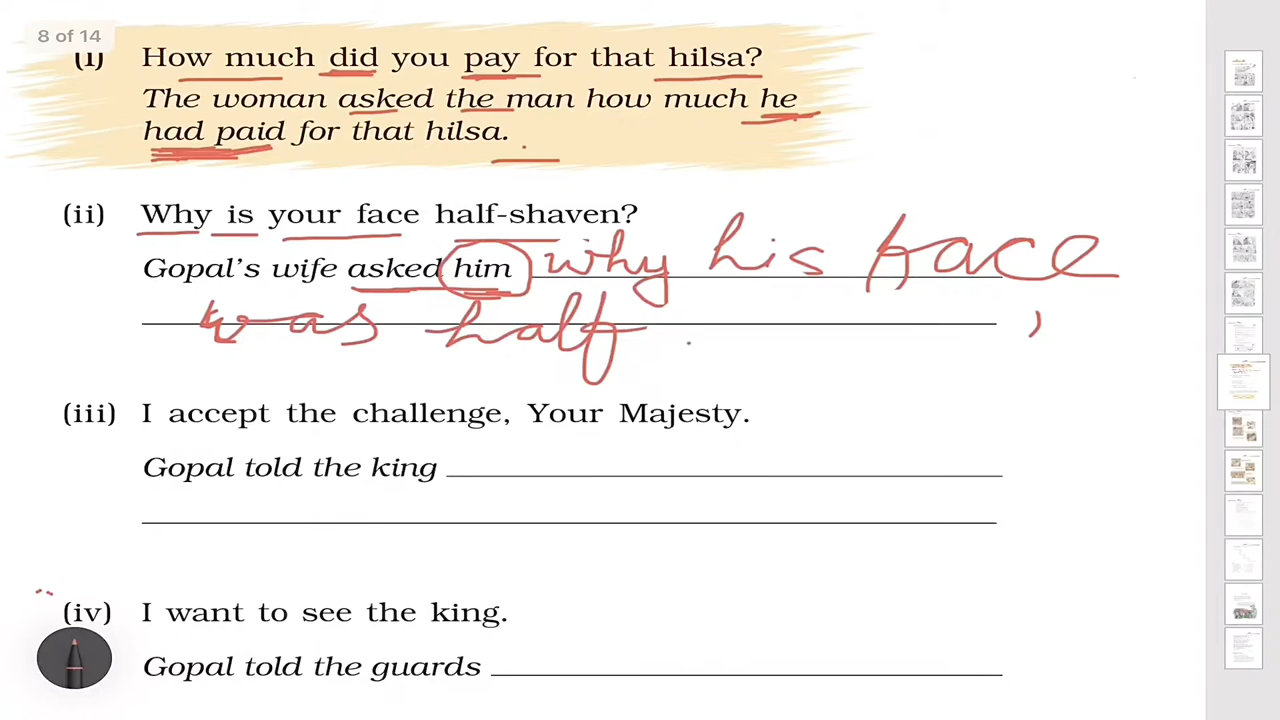 8 of 14
(i) How much did you pay for that hilsa?
The woman asked the man how much he
had paid for that hilsa.
(ii) Why is your face half-shaven?
Gopal's wife asked him why his face
was half
(iii) I accept the challenge, Your Majesty.
Gopal told the king
(iv) I want to see the king.
Gopal told the guards